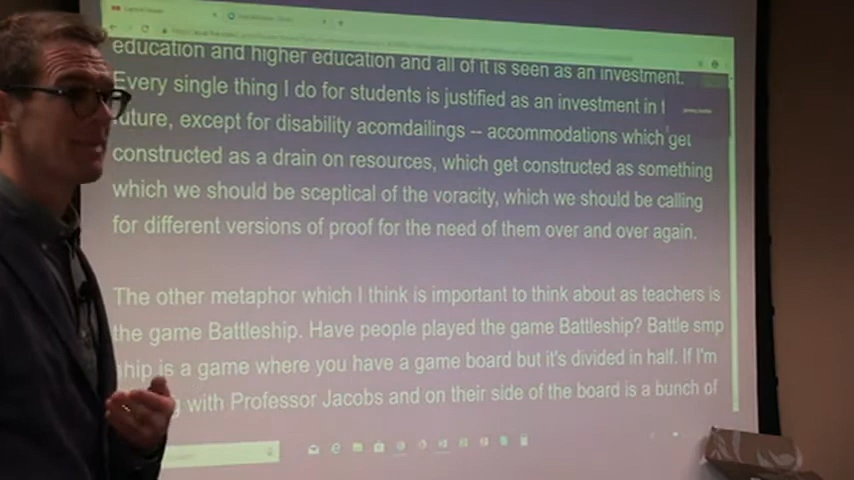 education and higher education and all of it is seen as an investment.
Every single thing I do for students is justified as an investment in
future, except for disability acomdailings -- accommodations which get
constructed as a drain on resources, which get constructed as something
which we should be sceptical of the voracity, which we should be calling
for different versions of proof for the need of them over and over again.
The other metaphor which I think is important to think about as teachers is
the game Battleship. Have people played the game Battleship? Battle smp
ship is a game where you have a game board but it's divided in half. If I'm
with Professor Jacobs and on their side of the board is a bunch of